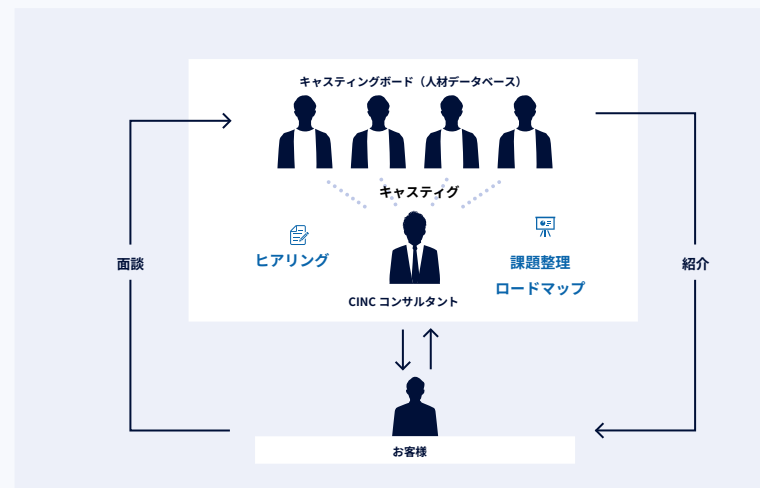 キャスティングボード（人材データベース）
キャスティグ
ヒアリング
課題整理
ロードマップ
面談
紹介
CINC コンサルタント
お客様